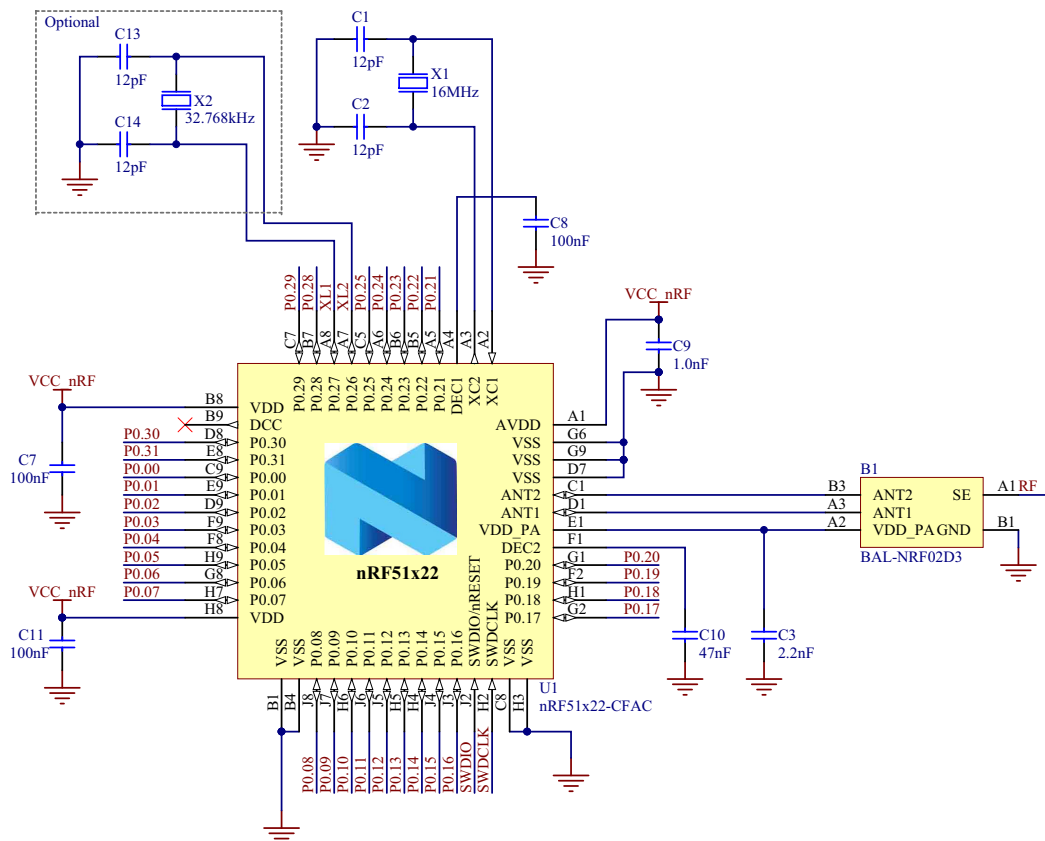 Optional
C13
12pF
X2
32.768kHz
C14
12pF
C1
12pF
X1
16MHz
C2
12pF
C8
100nF
P0.29
P0.28
XL1
XL2
P0.25
P0.24
P0.23
P0.22
P0.21
C7
B7
A8
A7
C5
A6
B6
B5
A5
A4
A3
A2
P0.29
P0.28
P0.27
P0.26
P0.25
P0.24
P0.23
P0.22
P0.21
DEC1
XC2
XC1
VCC_nRF
C9
1.0nF
VCC_nRF
C7
100nF
B8 VDD
B9 DCC
P0.30 D8 P0.30
P0.31 E8 P0.31
P0.00 C9 P0.00
P0.01 E9 P0.01
P0.02 D9 P0.02
P0.03 F9 P0.03
P0.04 F8 P0.04
P0.05 H9 P0.05
P0.06 G8 P0.06
P0.07 H7 P0.07
H8 VDD
VCC_nRF
C11
100nF
nRF51x22
AVDD A1
VSS G6
VSS G9
VSS D7
ANT2 C1
ANT1 D1
VDD_PA E1
DEC2 F1
P0.20 G1 P0.20
P0.19 F2 P0.19
P0.18 H1 P0.18
P0.17 G2 P0.17
B1
B3 ANT2 SE A1 RF
A3 ANT1
A2 VDD_PA GND B1
BAL-NRF02D3
C10
47nF
C3
2.2nF
VSS
VSS
P0.08
P0.09
P0.10
P0.11
P0.12
P0.13
P0.14
P0.15
P0.16
SWDIO/nRESET
SWDCLK
VSS
VSS
U1
nRF51x22-CFAC
B1
B4
J8
J7
H6
J6
J5
H5
H4
J4
J3
J2
H2
C8
H3
P0.08
P0.09
P0.10
P0.11
P0.12
P0.13
P0.14
P0.15
P0.16
SWDIO
SWDCLK